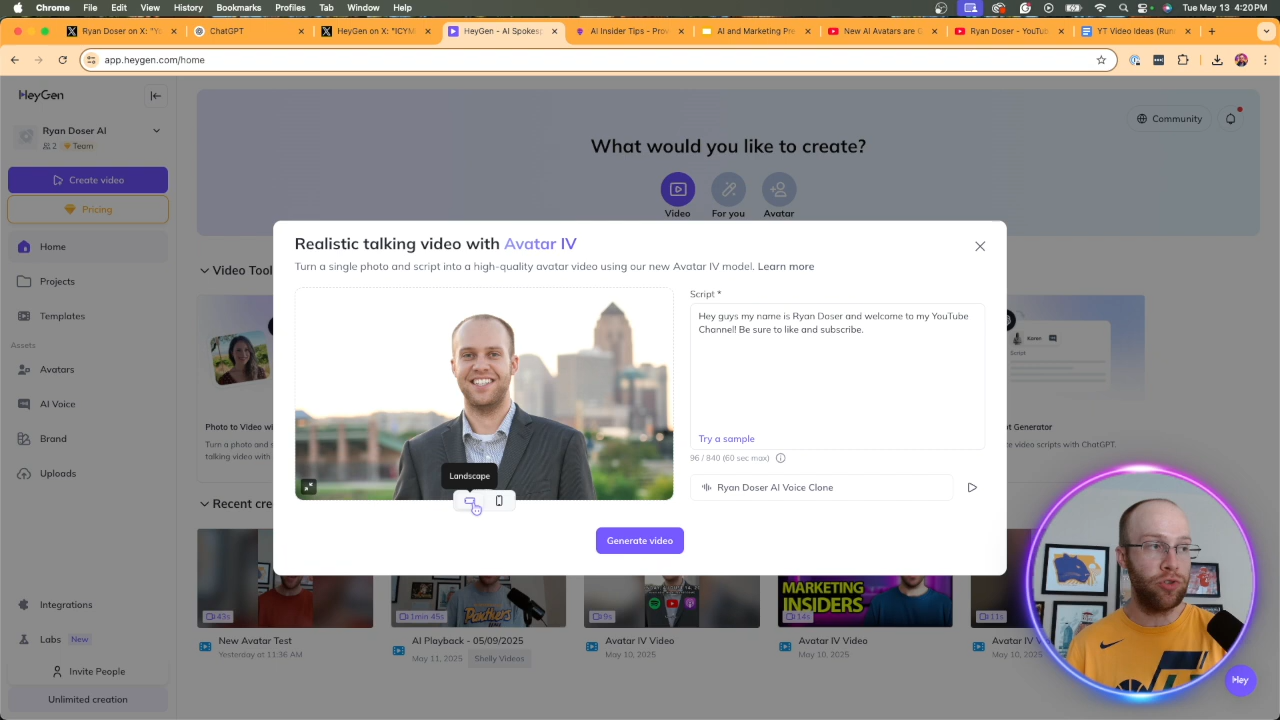 Chrome File Edit View History Bookmarks Profiles Tab Window Help
Tue May 13 4:20 PM
Ryan Doser on X: "Yo
ChatGPT
HeyGen on X: "ICYM
HeyGen - AI Spokes
AI Insider Tips - Pro
AI and Marketing Pre
New AI Avatars are
Ryan Doser - YouTub
YT Video Ideas (Run
app.heygen.com/home
HeyGen
Community
Ryan Doser AI
2 Team
What would you like to create?
Create video
Pricing
Video
For you
Avatar
Home
Projects
Templates
Assets
Avatars
AI Voice
Brand
Uploads
Integrations
Labs New
Invite People
Unlimited creation
Video Tool
Photo to Video wi
Turn a photo and s
talking video with
Karen
Script
t Generator
e video scripts with ChatGPT.
Realistic talking video with Avatar IV
Turn a single photo and script into a high-quality avatar video using our new Avatar IV model. Learn more
Script *
Hey guys my name is Ryan Doser and welcome to my YouTube
Channel! Be sure to like and subscribe.
Try a sample
96 / 840 (60 sec max)
Landscape
Ryan Doser AI Voice Clone
Generate video
Recent c
43s
1min 45s
Panthers
9s
MARKETING
INSIDERS
14s
11s
New Avatar Test
Yesterday at 11:36 AM
AI Playback - 05/09/2025
May 11, 2025 Shelly Videos
Avatar IV Video
May 10, 2025
Avatar IV Video
May 10, 2025
Avatar IV V
May 10, 2025
Hey